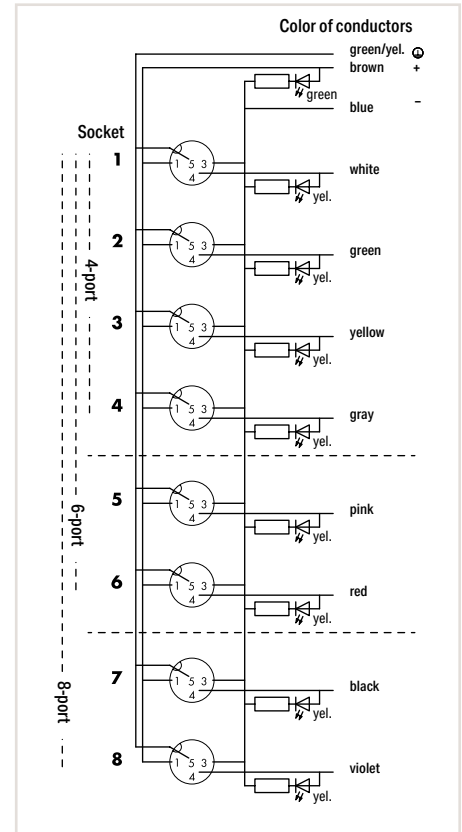 Color of conductors
green/yel.
brown +
green
blue –
Socket
1
1 5 3
4
white
yel.
2
1 5 3
4
green
yel.
4-port
3
1 5 3
4
yellow
yel.
4
1 5 3
4
gray
yel.
5
1 5 3
4
pink
yel.
6-port
6
1 5 3
4
red
yel.
7
1 5 3
4
black
yel.
8-port
8
1 5 3
4
violet
yel.